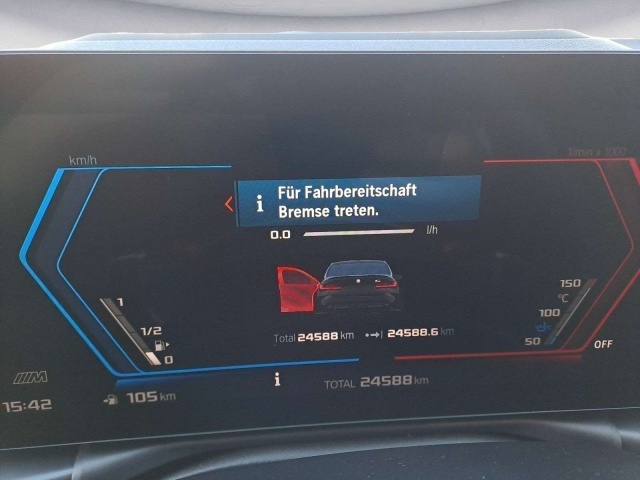 km/h
1/min x 1000
Für Fahrbereitschaft
Bremse treten.
0.0 l/h
1
1/2
0
150
°C
100
50
Total 24588 km 24588.6 km
OFF
M
TOTAL 24588 km
15:42
105 km